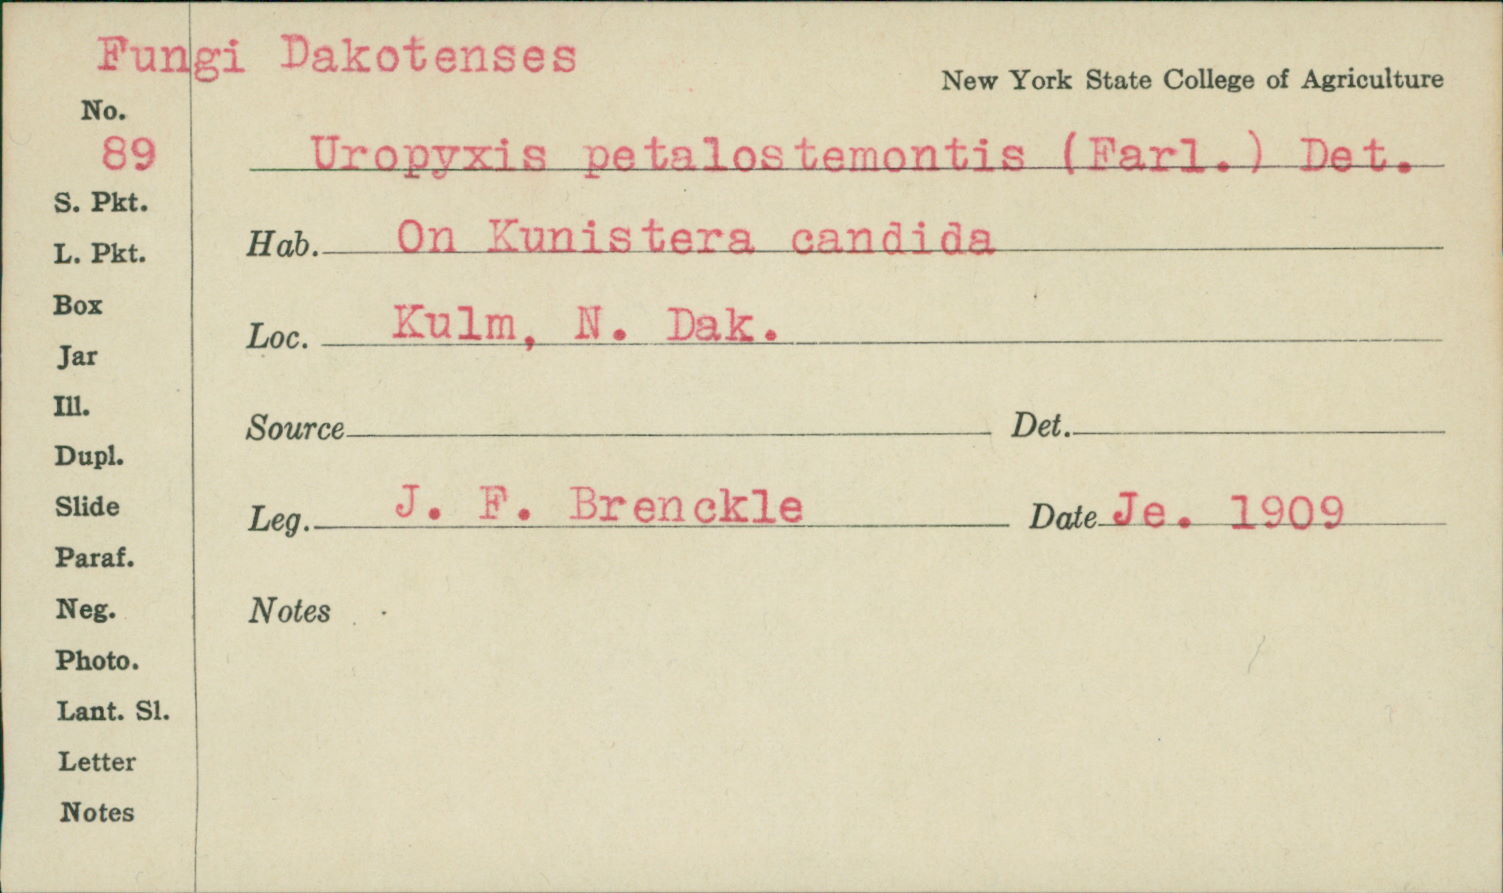 Fungi Dakotenses
New York State College of Agriculture
No.
89
Uropyxis petalostemontis (Farl.) Det.
S. Pkt.
L. Pkt.
Hab. On Kunistera candida
Box
Loc. Kulm, N. Dak.
Jar
Ill.
Source Det.
Dupl.
Slide
Leg. J. F. Brenckle Date Je. 1909
Paraf.
Neg.
Notes
Photo.
Lant. Sl.
Letter
Notes